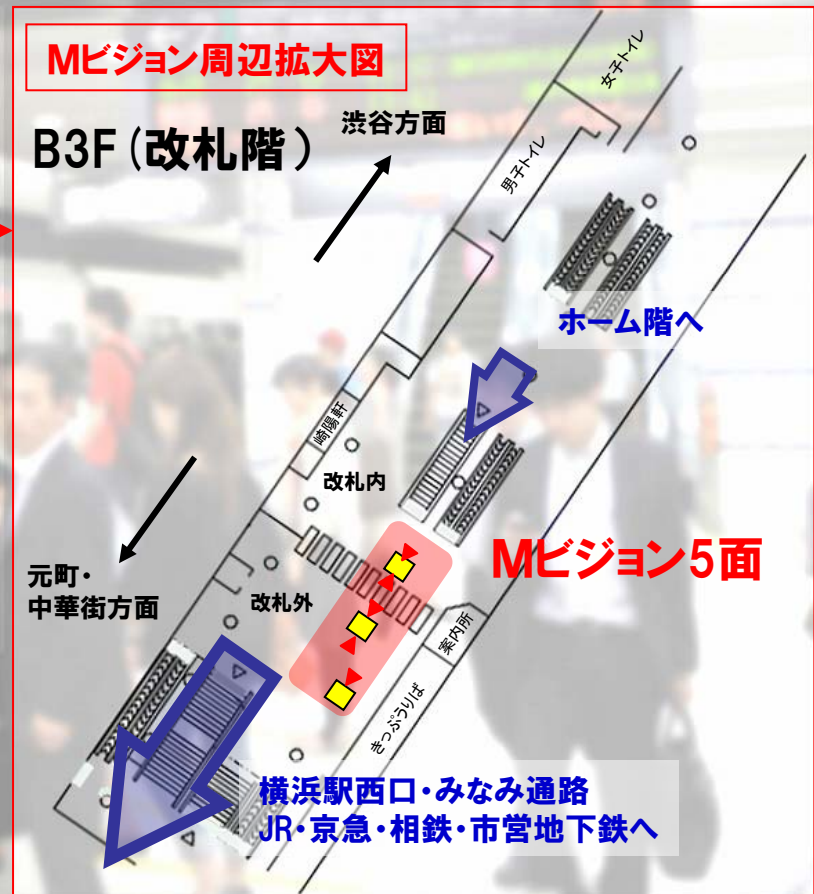 Mビジョン周辺拡大図
B3F(改札階)
渋谷方面
女子トイレ
男子トイレ
ホーム階へ
崎陽軒
改札内
Mビジョン5面
元町・
中華街方面
改札外
案内所
きっぷうりば
横浜駅西口・みなみ通路
JR・京急・相鉄・市営地下鉄へ